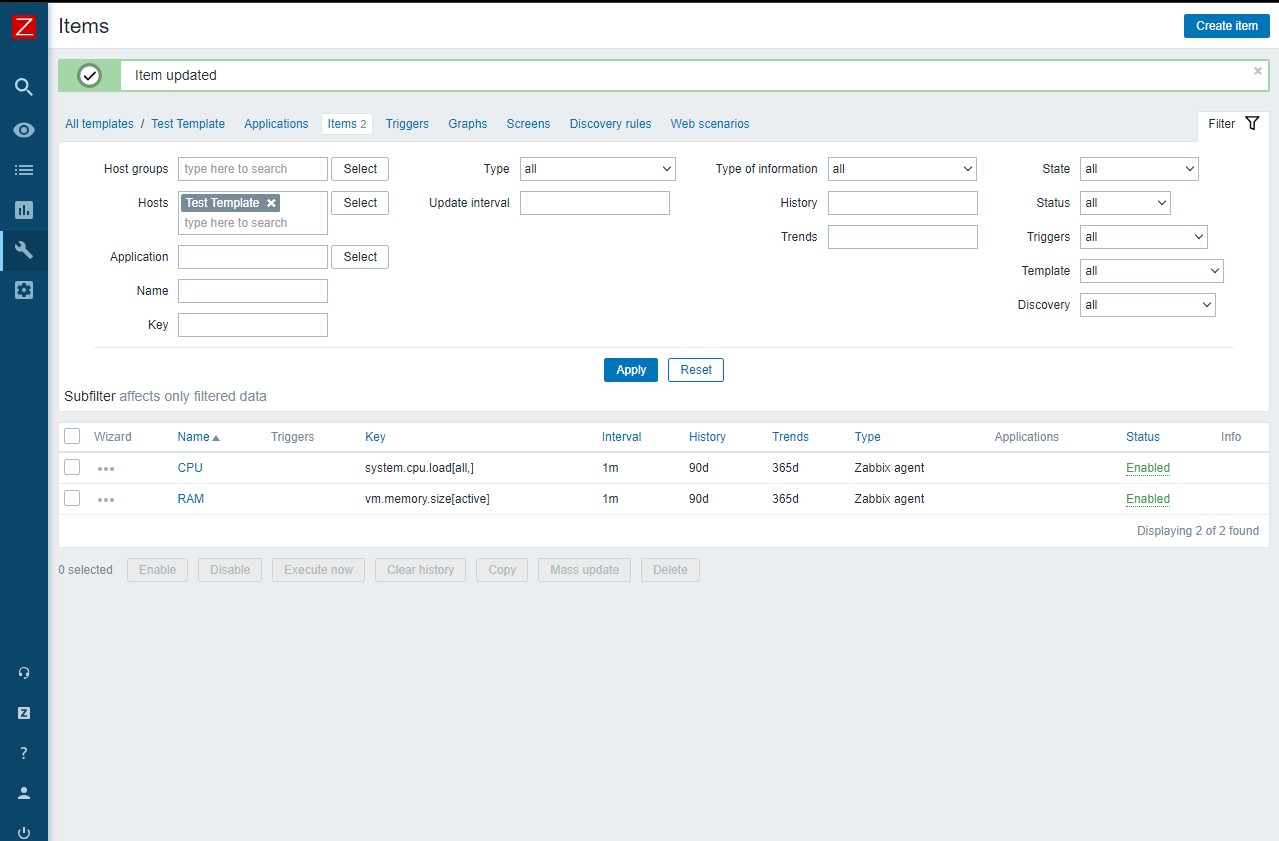 Z
Items
Create item
Item updated
×
All templates / Test Template Applications Items 2 Triggers Graphs Screens Discovery rules Web scenarios Filter
Host groups type here to search Select Type all Type of information all State all
Hosts Test Template × Select Update interval History Status all
type here to search
Trends Triggers all
Application Select
Template all
Name
Discovery all
Key
Apply Reset
Subfilter affects only filtered data
Wizard Name Triggers Key Interval History Trends Type Applications Status Info
CPU system.cpu.load[all,] 1m 90d 365d Zabbix agent Enabled
RAM vm.memory.size[active] 1m 90d 365d Zabbix agent Enabled
Displaying 2 of 2 found
0 selected Enable Disable Execute now Clear history Copy Mass update Delete
Z
?